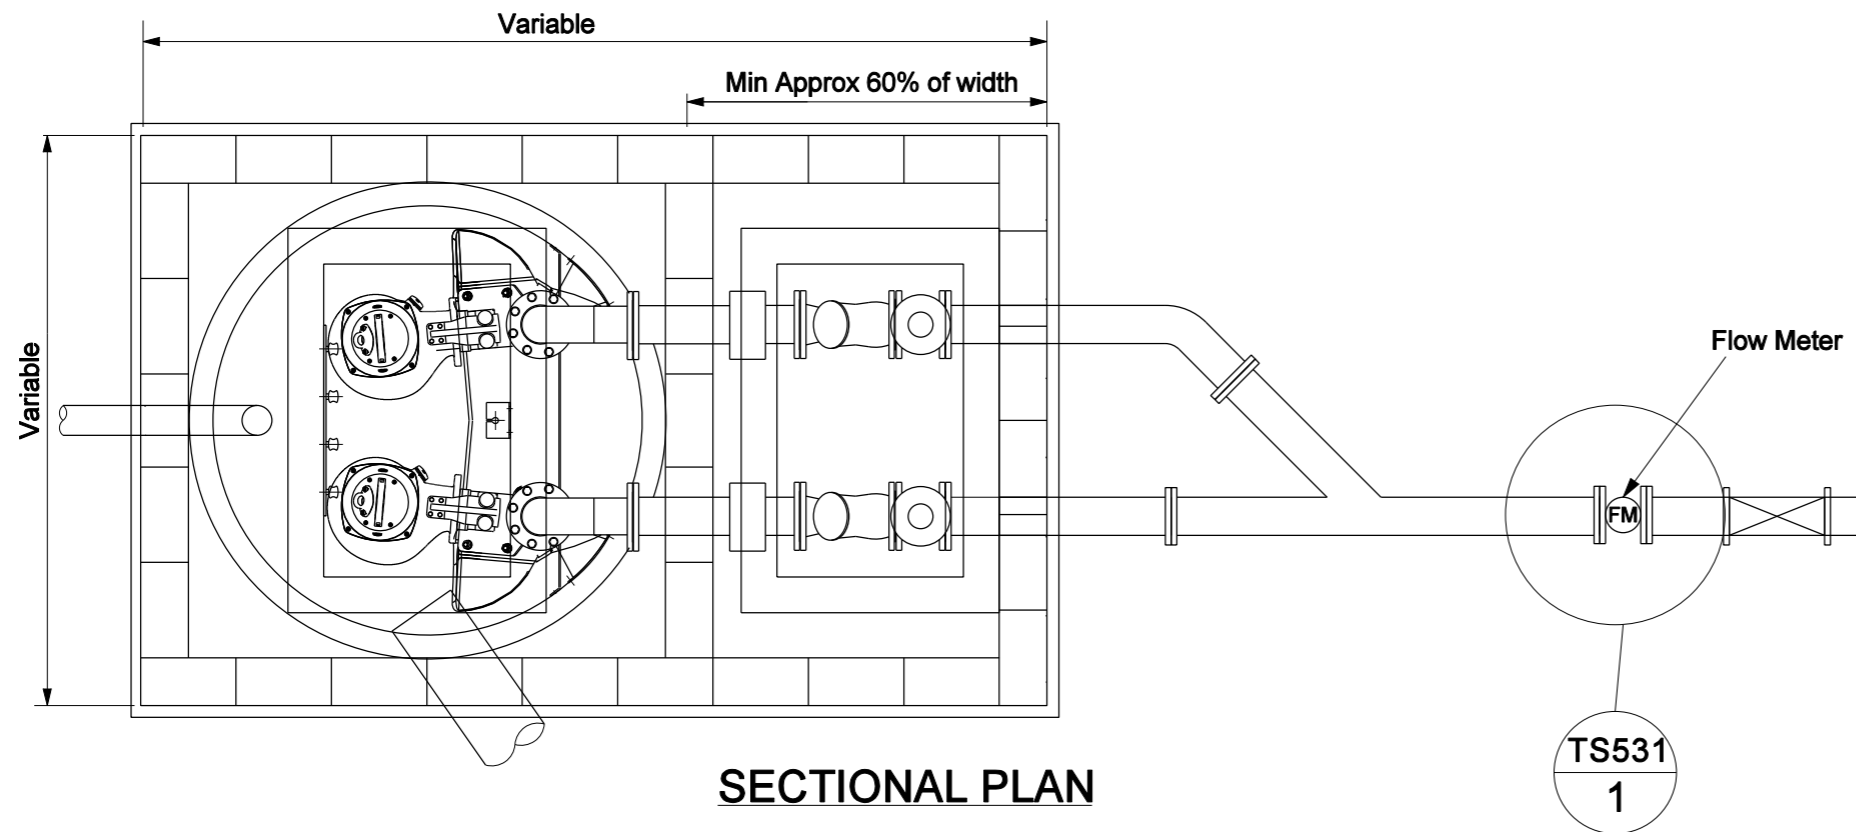 Variable
Min Approx 60% of width
Variable
Flow Meter
FM
TS531
1
SECTIONAL PLAN